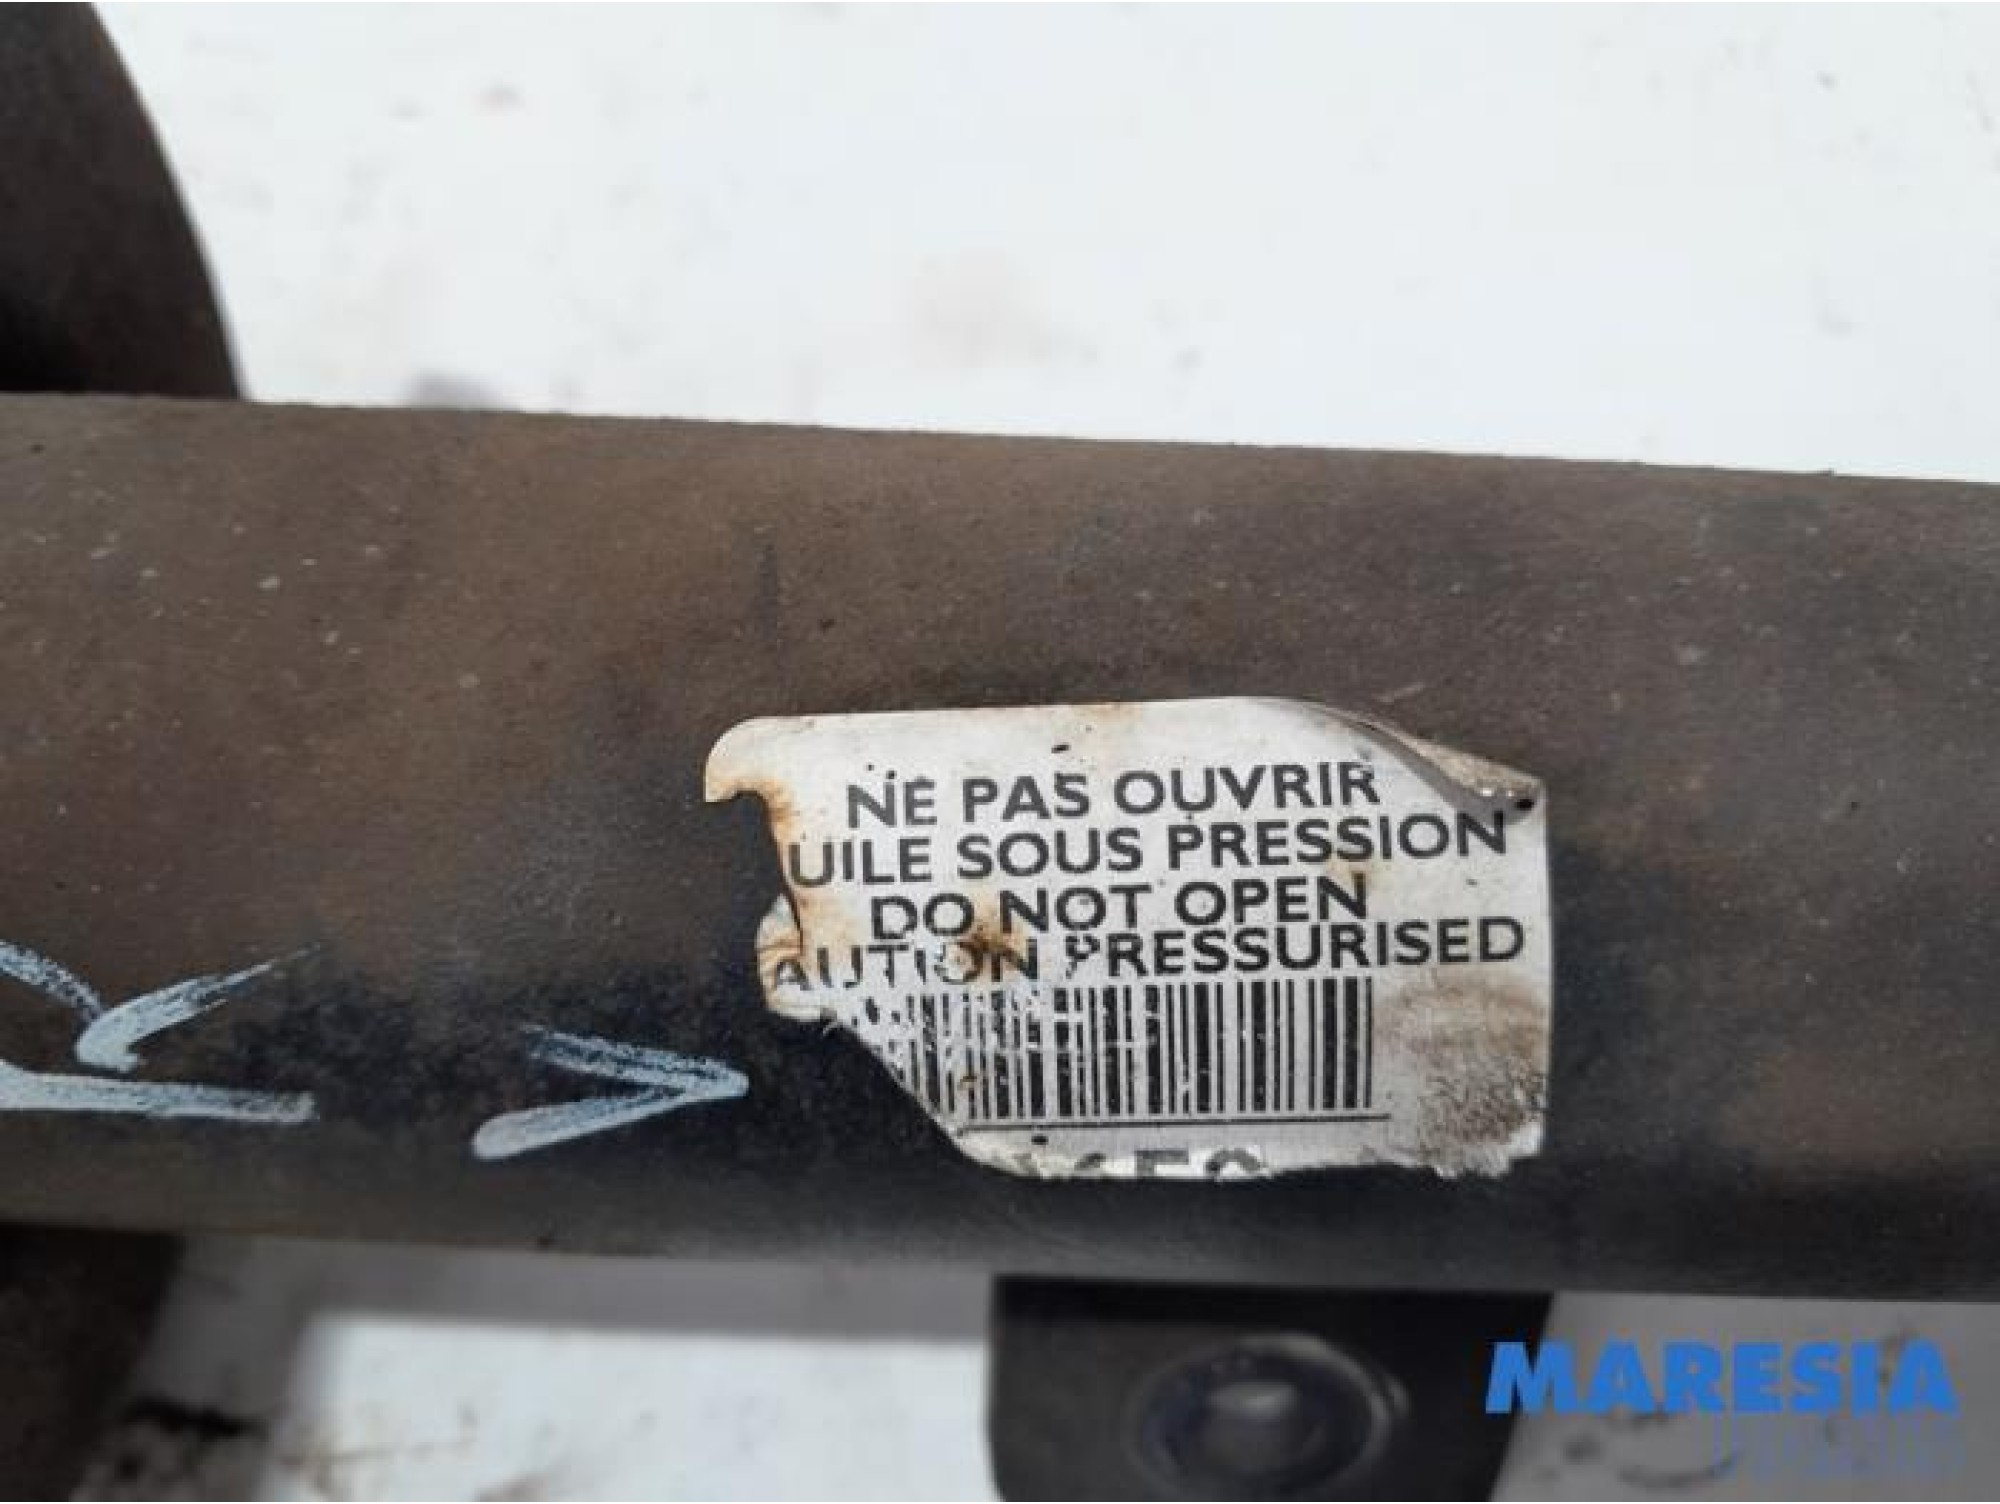 NE PAS OUVRIR
UILE SOUS PRESSION
DO NOT OPEN
AUTION PRESSURISED
MARESIA